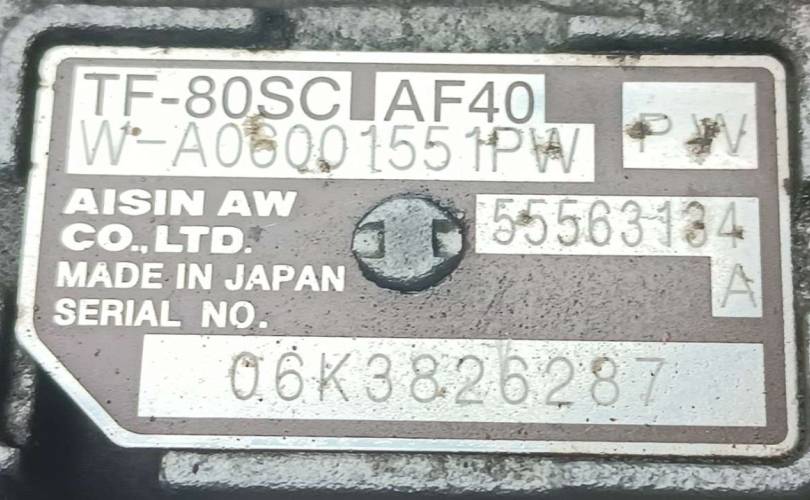 TF-80SC AF40
W-A06001551PW PW
AISIN AW
CO.,LTD.
55563134
A
MADE IN JAPAN
SERIAL NO.
06K3826287